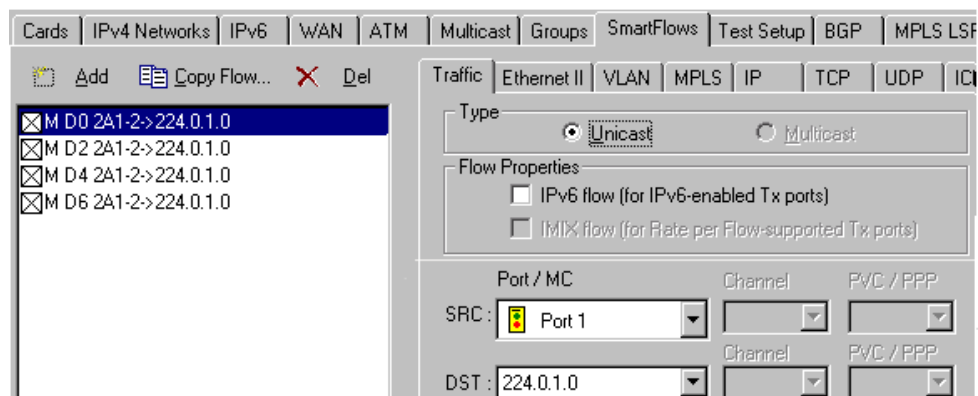 Cards IPv4 Networks IPv6 WAN ATM Multicast Groups SmartFlows Test Setup BGP MPLS LSP
Add Copy Flow... Del
Traffic Ethernet II VLAN MPLS IP TCP UDP
M D0 2A1-2->224.0.1.0
M D2 2A1-2->224.0.1.0
M D4 2A1-2->224.0.1.0
M D6 2A1-2->224.0.1.0
Type
Unicast Multicast
Flow Properties
IPv6 flow (for IPv6-enabled Tx ports)
IMIX flow (for Rate per Flow-supported Tx ports)
Port / MC Channel PVC / PPP
SRC : Port 1
Channel PVC / PPP
DST : 224.0.1.0